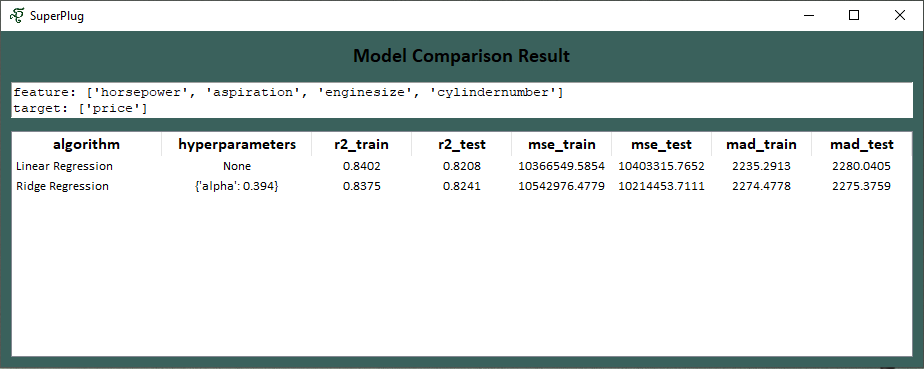 SuperPlug
Model Comparison Result
feature: ['horsepower', 'aspiration', 'enginesize', 'cylindernumber']
target: ['price']
algorithm hyperparameters r2_train r2_test mse_train mse_test mad_train mad_test
Linear Regression None 0.8402 0.8208 10366549.5854 10403315.7652 2235.2913 2280.0405
Ridge Regression {'alpha': 0.394} 0.8375 0.8241 10542976.4779 10214453.7111 2274.4778 2275.3759